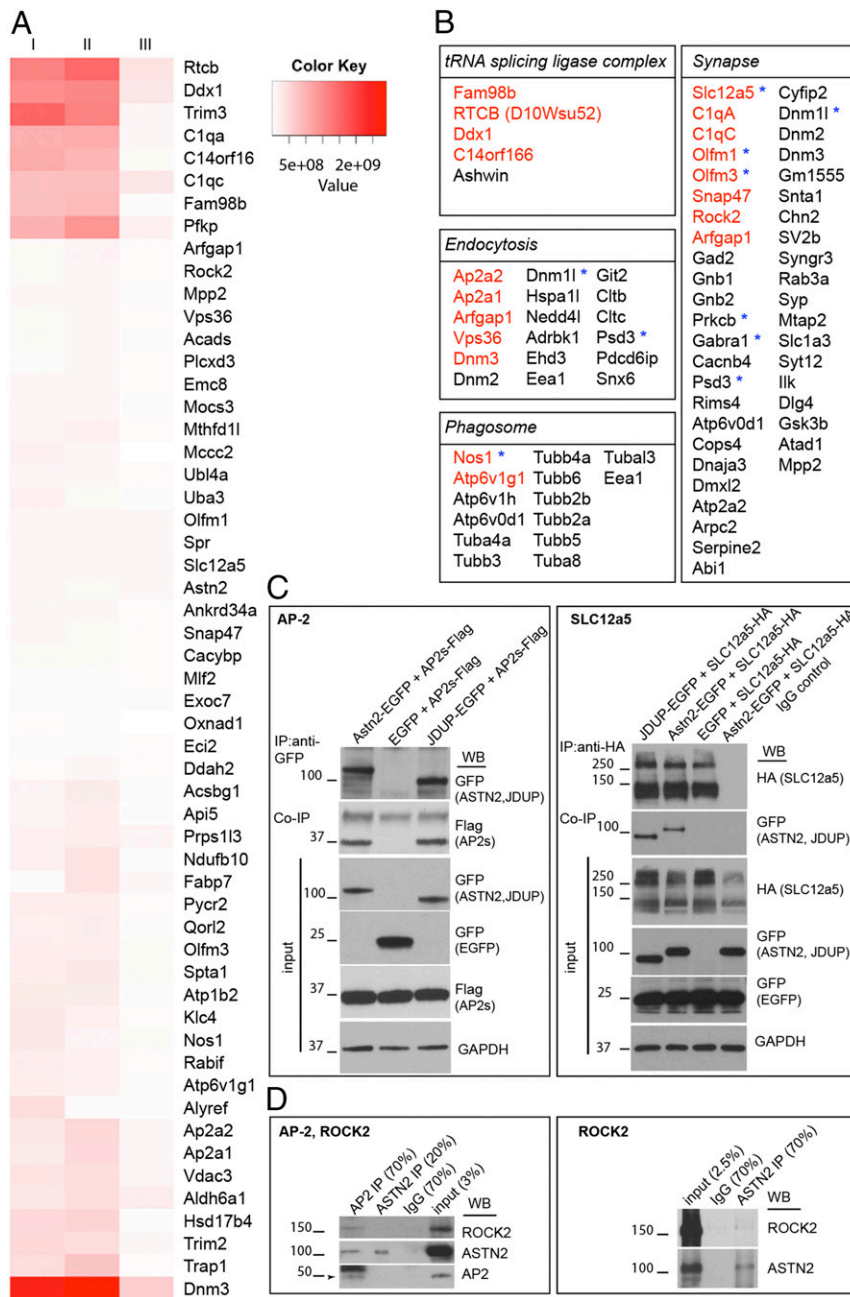 A
I II III
Rtcb
Ddx1
Trim3
C1qa
C14orf16
C1qc
Fam98b
Pfkp
Arfgap1
Rock2
Mpp2
Vps36
Acads
Plcxd3
Emc8
Mocs3
Mthfd1l
Mccc2
Ubl4a
Uba3
Olfm1
Spr
Slc12a5
Astn2
Ankrd34a
Snap47
Cacybp
Mlf2
Exoc7
Oxnad1
Eci2
Ddah2
Acsbg1
Api5
Prps1l3
Ndufb10
Fabp7
Pycr2
Qorl2
Olfm3
Spta1
Atp1b2
Klc4
Nos1
Rabif
Atp6v1g1
Alyref
Ap2a2
Ap2a1
Vdac3
Aldh6a1
Hsd17b4
Trim2
Trap1
Dnm3
Color Key
5e+08 2e+09
Value
B
tRNA splicing ligase complex
Fam98b
RTCB (D10Wsu52)
Ddx1
C14orf166
Ashwin
Endocytosis
Ap2a2 Dnm1l * Git2
Ap2a1 Hspa1l Cltb
Arfgap1 Nedd4l Cltc
Vps36 Adrbk1 Psd3 *
Dnm3 Ehd3 Pdcd6ip
Dnm2 Eea1 Snx6
Phagosome
Nos1 * Tubb4a Tubal3
Atp6v1g1 Tubb6 Eea1
Atp6v1h Tubb2b
Atp6v0d1 Tubb2a
Tuba4a Tubb5
Tubb3 Tuba8
Synapse
Slc12a5 * Cyfip2
C1qA Dnm1l *
C1qC Dnm2
Olfm1 * Dnm3
Olfm3 * Gm1555
Snap47 Snta1
Rock2 Chn2
Arfgap1 SV2b
Gad2 Syngr3
Gnb1 Rab3a
Gnb2 Syp
Prkcb * Mtap2
Gabra1 * Slc1a3
Cacnb4 Syt12
Psd3 * Ilk
Rims4 Dlg4
Atp6v0d1 Gsk3b
Cops4 Atad1
Dnaja3 Mpp2
Dmxl2
Atp2a2
Arpc2
Serpine2
Abi1
C
AP-2
Astn2-EGFP + AP2s-Flag
EGFP + AP2s-Flag
JDUP-EGFP + AP2s-Flag
IP:anti-
GFP
WB
100
GFP
(ASTN2,JDUP)
Co-IP
37
Flag
(AP2s)
input
100
GFP
(ASTN2,JDUP)
25
GFP
(EGFP)
37
Flag
(AP2s)
37
GAPDH
SLC12a5
JDUP-EGFP + SLC12a5-HA
Astn2-EGFP + SLC12a5-HA
EGFP + SLC12a5-HA
Astn2-EGFP + SLC12a5-HA
IgG control
IP:anti-HA
WB
250
150
HA (SLC12a5)
Co-IP
100
GFP
(ASTN2, JDUP)
input
250
150
HA (SLC12a5)
100
GFP
(ASTN2, JDUP)
25
GFP
(EGFP)
37
GAPDH
D
AP-2, ROCK2
AP2 IP (70%)
ASTN2 IP (20%)
IgG (70%)
input (3%)
WB
150
ROCK2
100
ASTN2
50
AP2
ROCK2
input (2.5%)
IgG (70%)
ASTN2 IP (70%)
WB
150
ROCK2
100
ASTN2